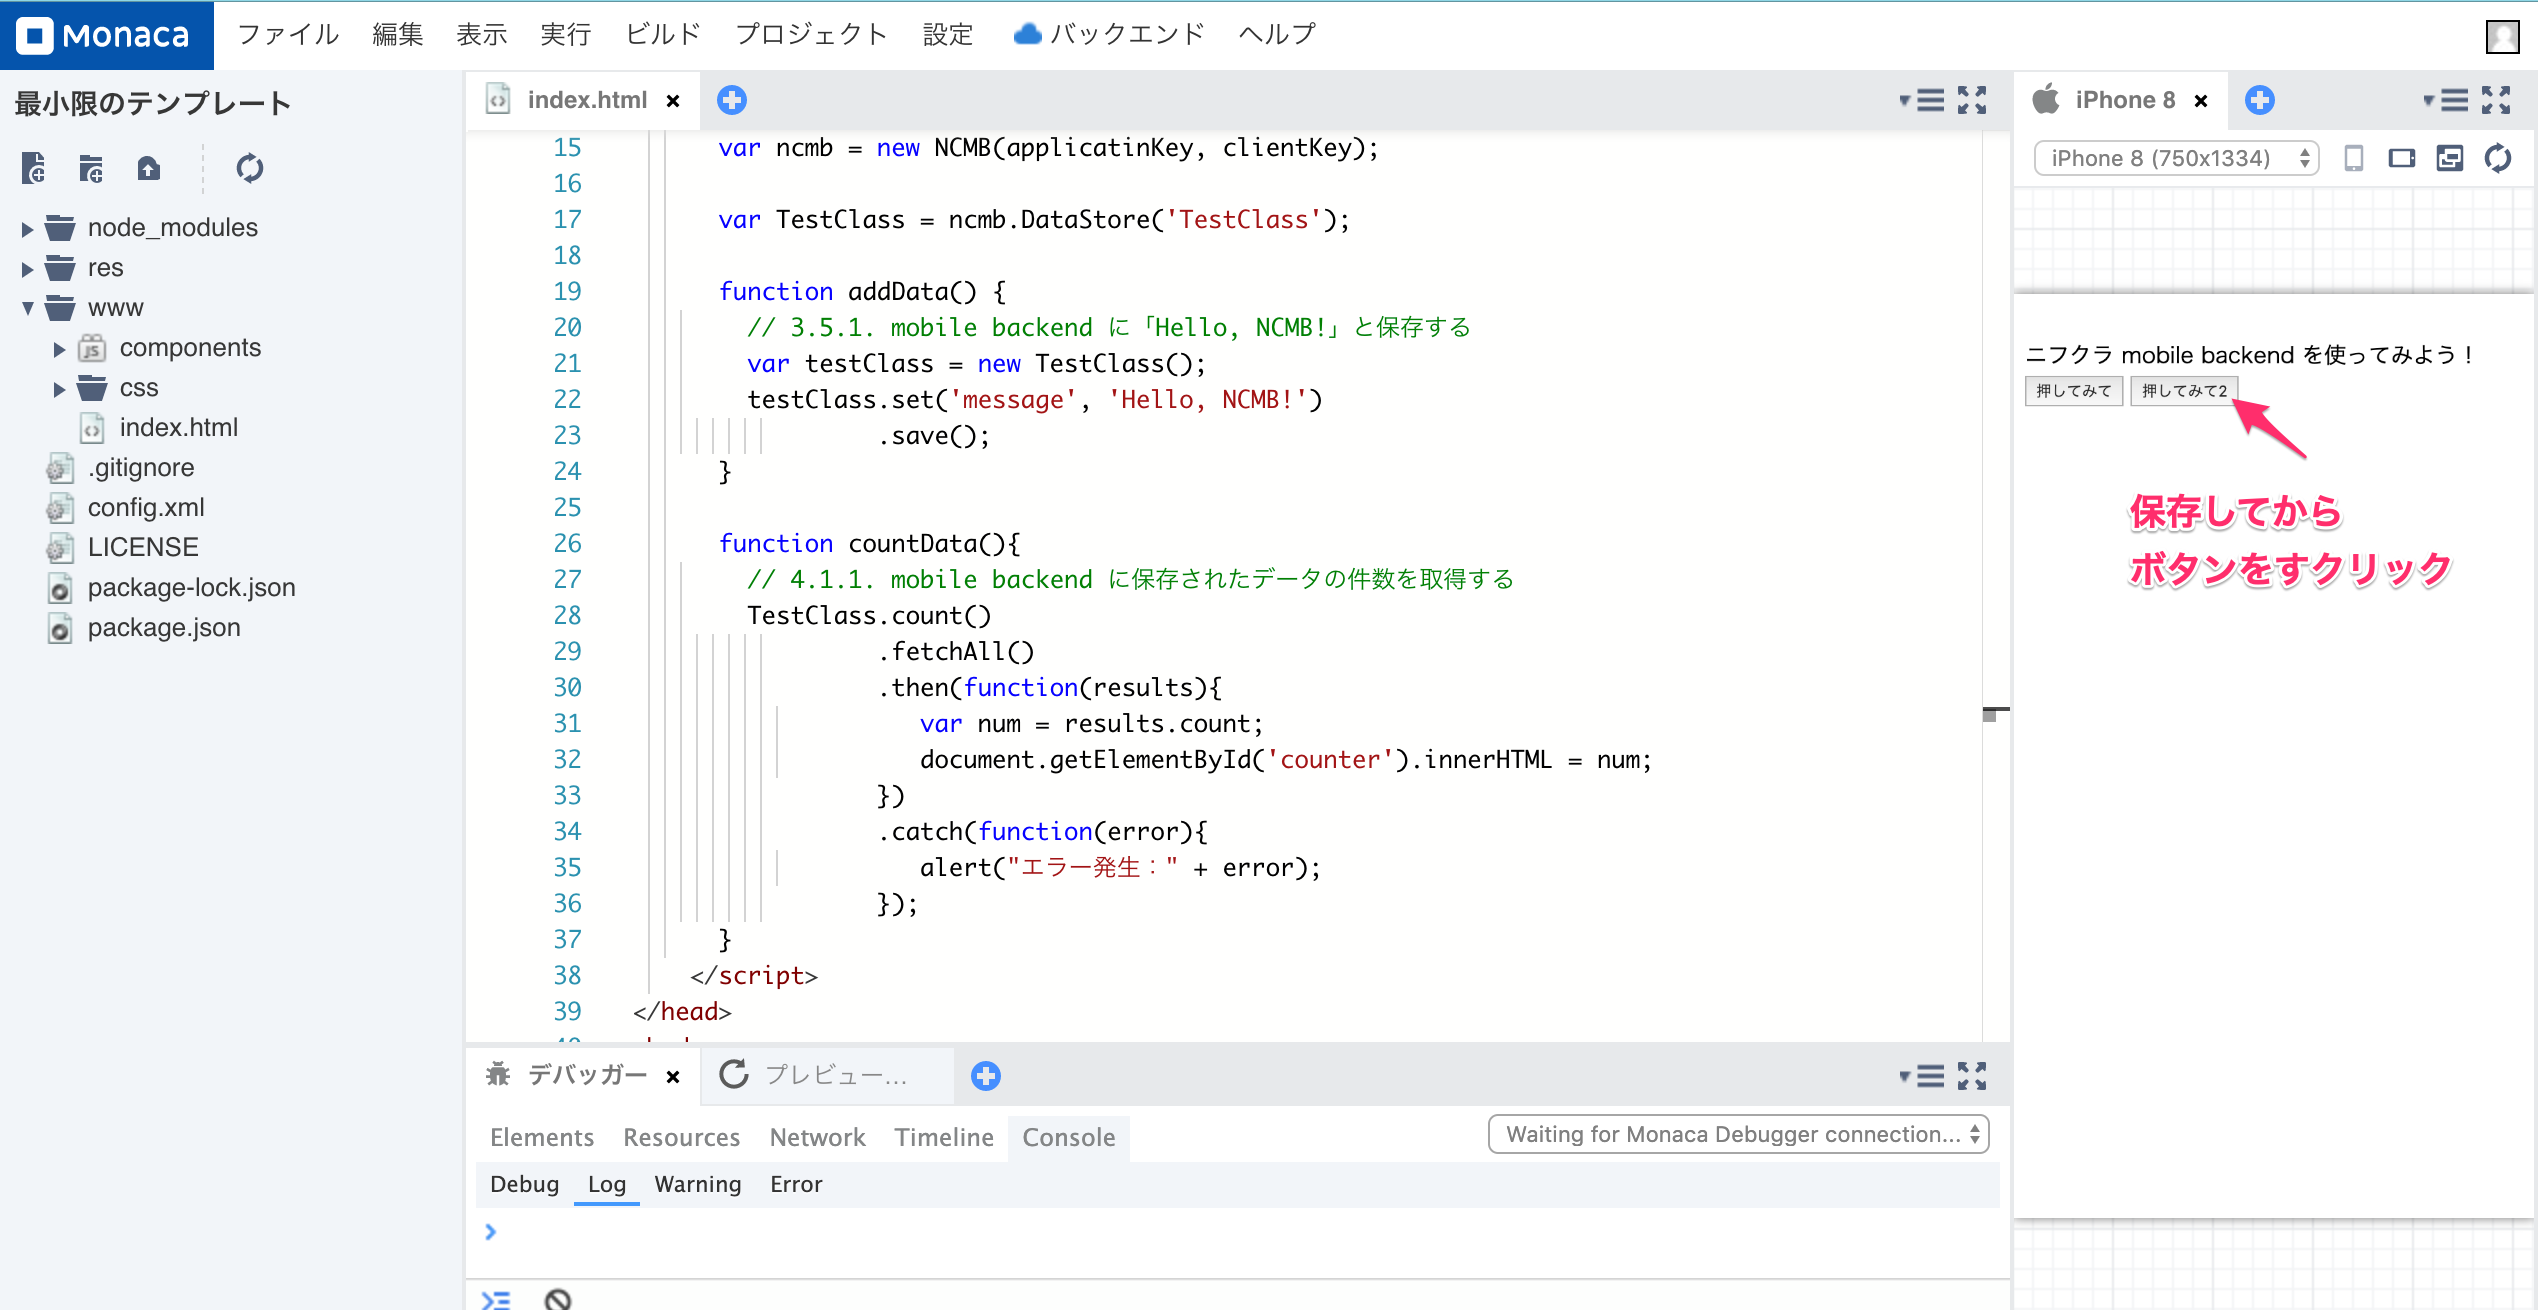 Monaca
ファイル 編集 表示 実行 ビルド プロジェクト 設定 バックエンド ヘルプ
最小限のテンプレート
node_modules
res
www
components
css
index.html
.gitignore
config.xml
LICENSE
package-lock.json
package.json
index.html ×
15 var ncmb = new NCMB(applicatinKey, clientKey);
16
17 var TestClass = ncmb.DataStore('TestClass');
18
19 function addData() {
20 // 3.5.1. mobile backend に「Hello, NCMB!」と保存する
21 var testClass = new TestClass();
22 testClass.set('message', 'Hello, NCMB!')
23 .save();
24 }
25
26 function countData(){
27 // 4.1.1. mobile backend に保存されたデータの件数を取得する
28 TestClass.count()
29 .fetchAll()
30 .then(function(results){
31 var num = results.count;
32 document.getElementById('counter').innerHTML = num;
33 })
34 .catch(function(error){
35 alert("エラー発生：" + error);
36 });
37 }
38 </script>
39 </head>
デバッガー × プレビュー...
Elements Resources Network Timeline Console
Waiting for Monaca Debugger connection...
Debug Log Warning Error
iPhone 8 ×
iPhone 8 (750x1334)
ニフクラ mobile backend を使ってみよう！
押してみて 押してみて2
保存してから
ボタンをすクリック